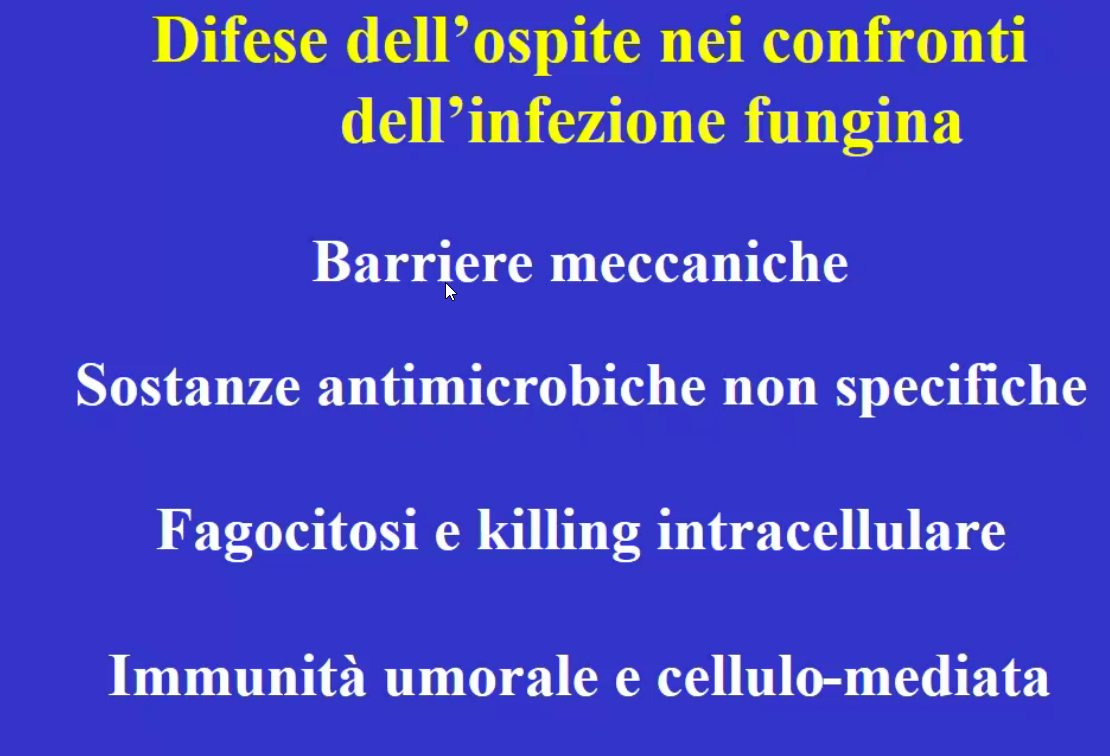 Difese dell’ospite nei confronti
dell’infezione fungina
Barriere meccaniche
Sostanze antimicrobiche non specifiche
Fagocitosi e killing intracellulare
Immunità umorale e cellulo-mediata